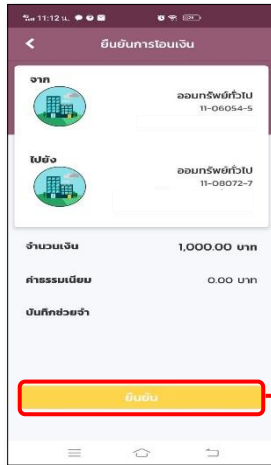 11:12 น.
ยืนยันการโอนเงิน
จาก
ออมทรัพย์ทั่วไป
11-06054-5
ไปยัง
ออมทรัพย์ทั่วไป
11-08072-7
จำนวนเงิน 1,000.00 บาท
ค่าธรรมเนียม 0.00 บาท
บันทึกช่วยจำ
ยืนยัน